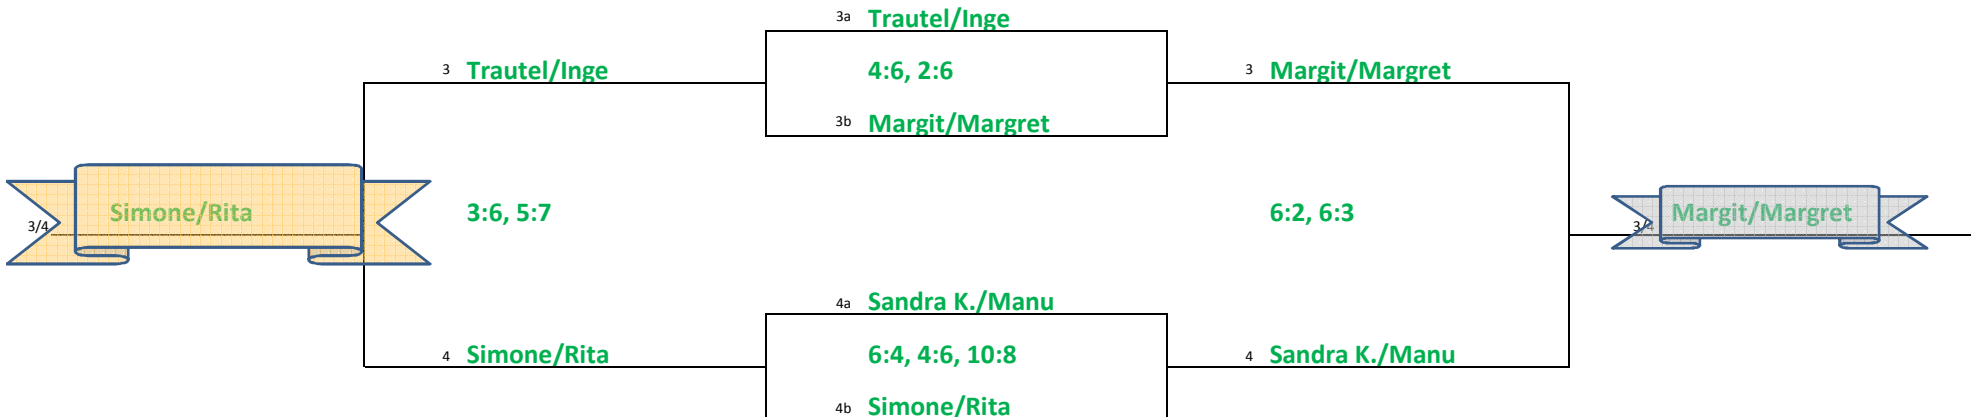 3a Trautel/Inge
3 Trautel/Inge
4:6, 2:6
3 Margit/Margret
3b Margit/Margret
3/4 Simone/Rita
3:6, 5:7
6:2, 6:3
3/4 Margit/Margret
4a Sandra K./Manu
4 Simone/Rita
6:4, 4:6, 10:8
4 Sandra K./Manu
4b Simone/Rita